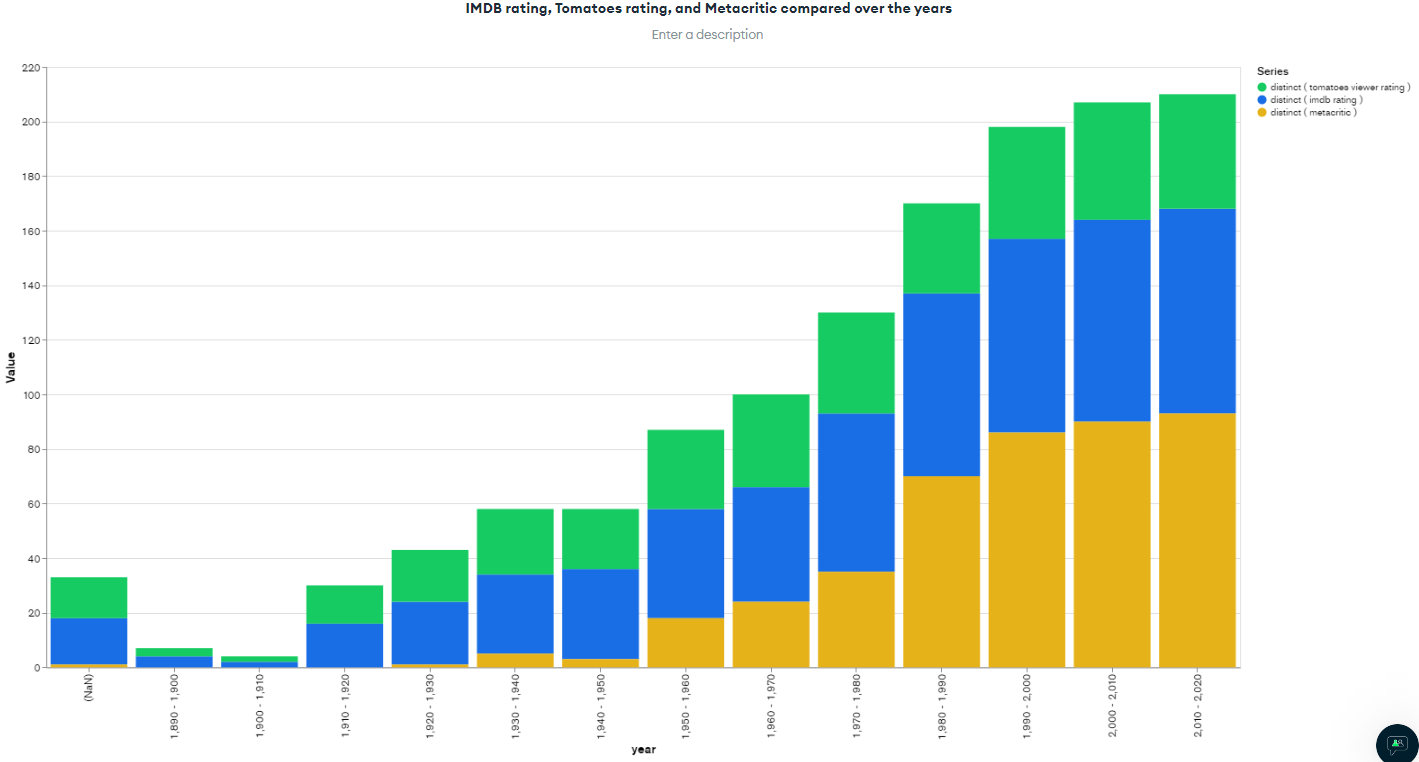 IMDB rating, Tomatoes rating, and Metacritic compared over the years
Enter a description
Series
distinct ( tomatoes viewer rating )
distinct ( imdb rating )
distinct ( metacritic )
220
200
180
160
140
120
100
80
60
40
20
0
Value
(NaN)
1,890 - 1,900
1,900 - 1,910
1,910 - 1,920
1,920 - 1,930
1,930 - 1,940
1,940 - 1,950
1,950 - 1,960
1,960 - 1,970
1,970 - 1,980
1,980 - 1,990
1,990 - 2,000
2,000 - 2,010
2,010 - 2,020
year